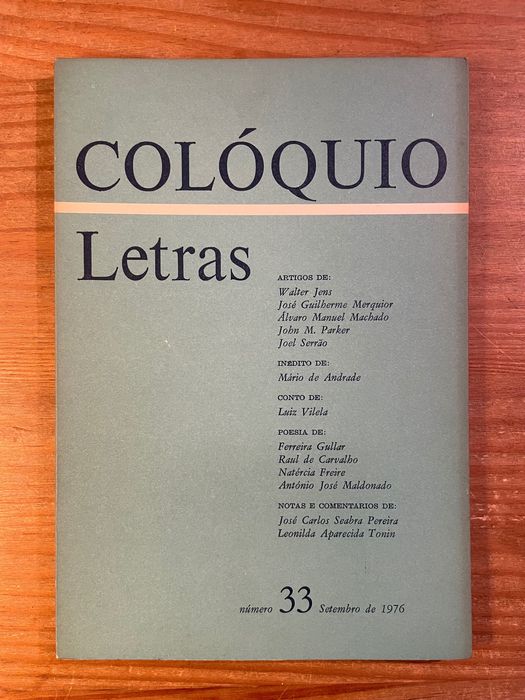 COLÓQUIO
Letras
ARTIGOS DE:
Walter Jens
José Guilherme Merquior
Álvaro Manuel Machado
John M. Parker
Joel Serrão
INÉDITO DE:
Mário de Andrade
CONTO DE:
Luiz Vilela
POESIA DE:
Ferreira Gullar
Raul de Carvalho
Natércia Freire
António José Maldonado
NOTAS E COMENTARIOS DE:
José Carlos Seabra Pereira
Leonilda Aparecida Tonin
número 33 Setembro de 1976